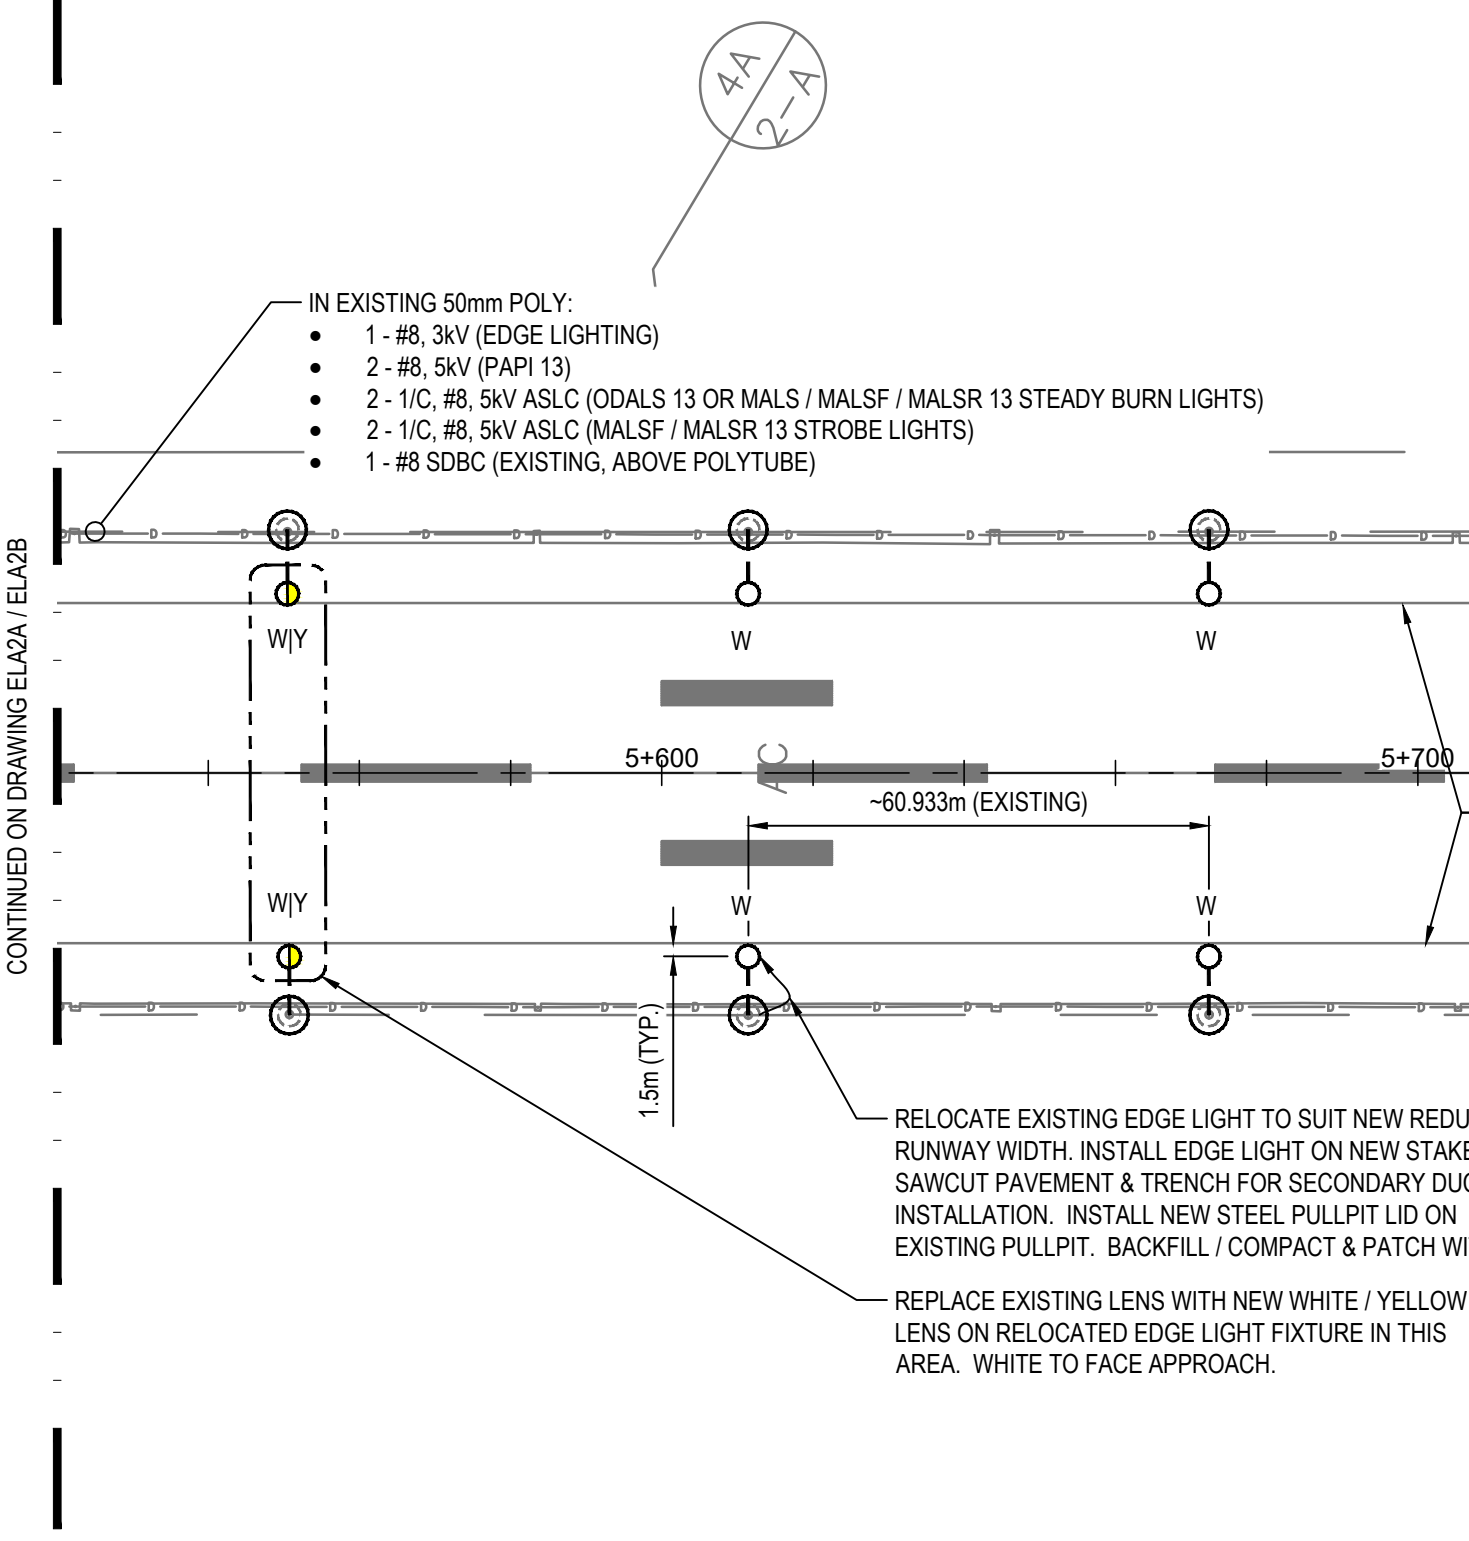 4A
2-A
IN EXISTING 50mm POLY:
• 1 - #8, 3kV (EDGE LIGHTING)
• 2 - #8, 5kV (PAPI 13)
• 2 - 1/C, #8, 5kV ASLC (ODALS 13 OR MALS / MALSF / MALSR 13 STEADY BURN LIGHTS)
• 2 - 1/C, #8, 5kV ASLC (MALSF / MALSR 13 STROBE LIGHTS)
• 1 - #8 SDBC (EXISTING, ABOVE POLYTUBE)
CONTINUED ON DRAWING ELA2A / ELA2B
D D D D D D D D D D D D D D D
W|Y
W
W
5+600
AC
5+700
~60.933m (EXISTING)
W|Y
W
W
D D D D D D D D D D D D D D D
1.5m (TYP.)
RELOCATE EXISTING EDGE LIGHT TO SUIT NEW REDU
RUNWAY WIDTH. INSTALL EDGE LIGHT ON NEW STAKE
SAWCUT PAVEMENT & TRENCH FOR SECONDARY DUC
INSTALLATION. INSTALL NEW STEEL PULLPIT LID ON
EXISTING PULLPIT. BACKFILL / COMPACT & PATCH WI
REPLACE EXISTING LENS WITH NEW WHITE / YELLOW
LENS ON RELOCATED EDGE LIGHT FIXTURE IN THIS
AREA. WHITE TO FACE APPROACH.